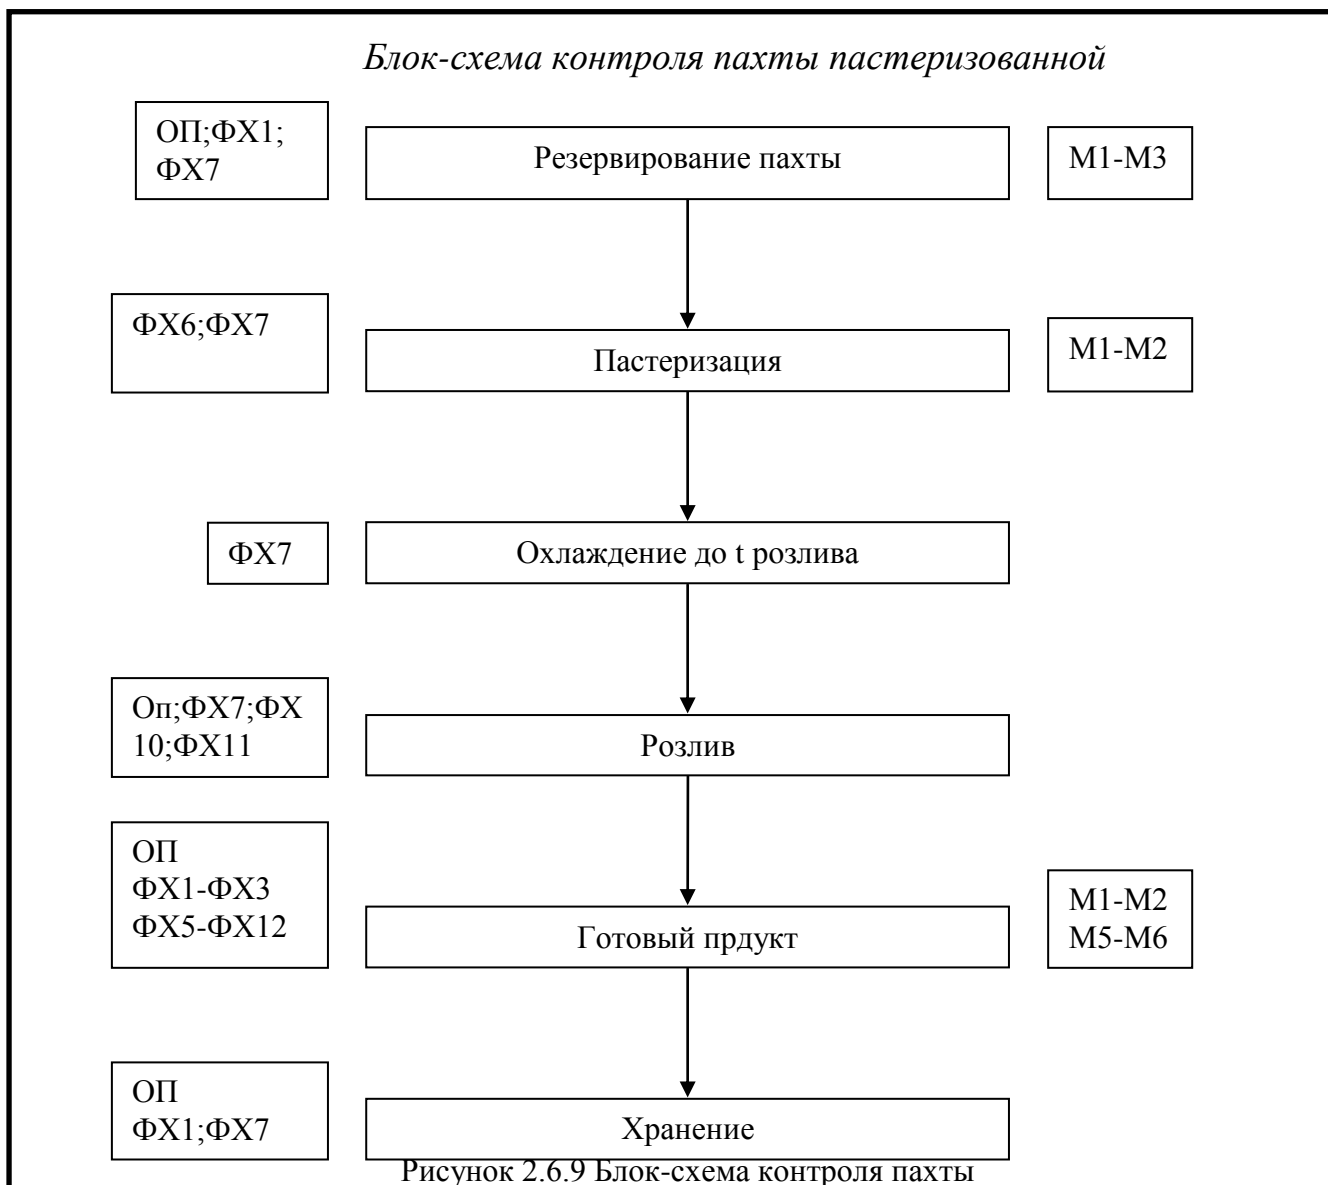 Блок-схема контроля пахты пастеризованной
ОП;ФХ1;
ФХ7
Резервирование пахты
М1-М3
ФХ6;ФХ7
Пастеризация
М1-М2
ФХ7
Охлаждение до t розлива
Оп;ФХ7;ФХ
10;ФХ11
Розлив
ОП
ФХ1-ФХ3
ФХ5-ФХ12
Готовый прдукт
М1-М2
М5-М6
ОП
ФХ1;ФХ7
Хранение
Рисунок 2.6.9 Блок-схема контроля пахты